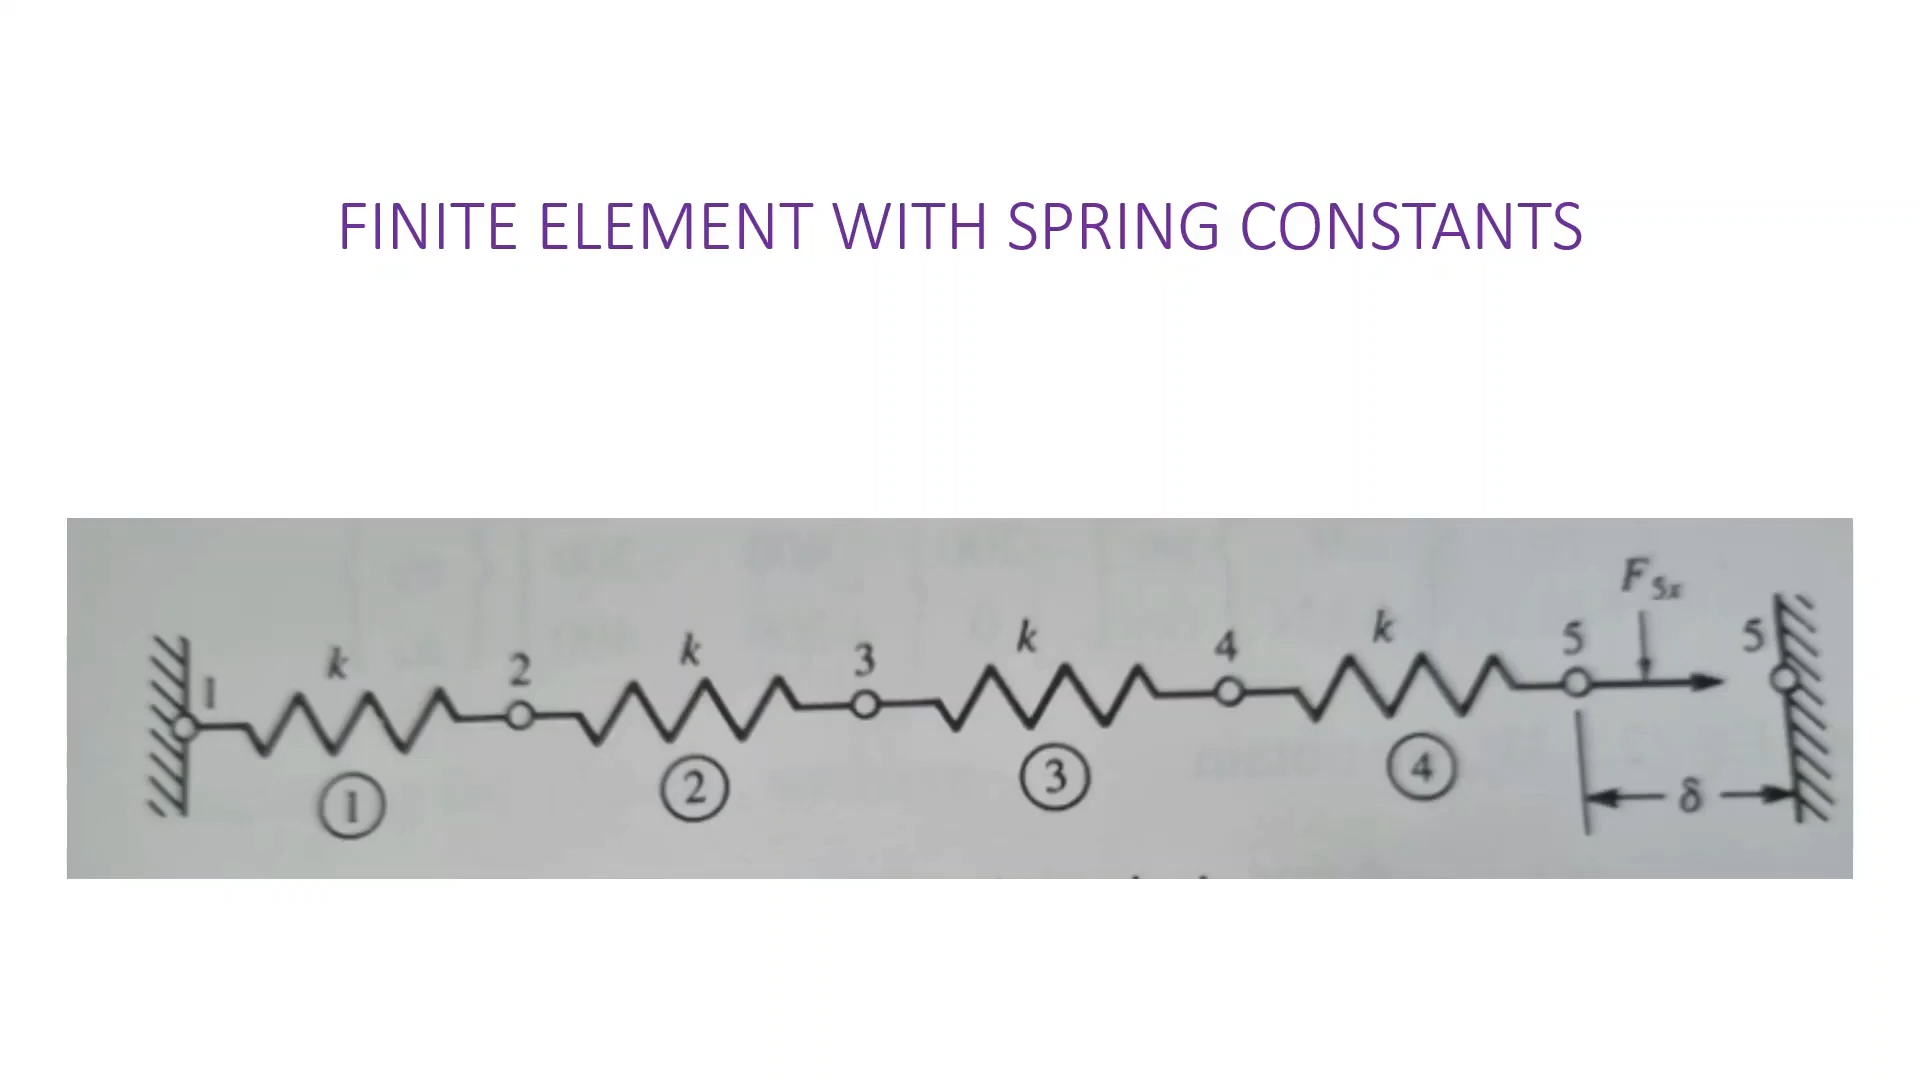 FINITE ELEMENT WITH SPRING CONSTANTS
F5x
k k k k
1 2 3 4 5 5
1 2 3 4 δ